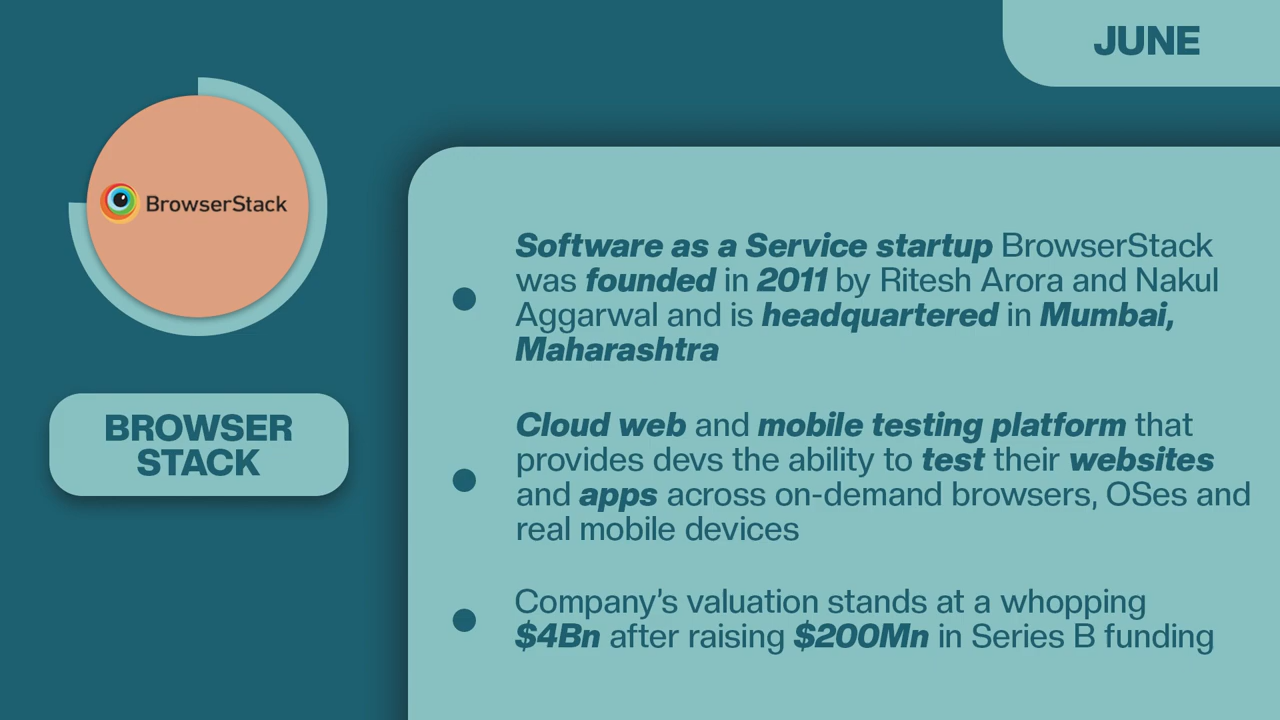 JUNE
BrowserStack
BROWSER
STACK
Software as a Service startup BrowserStack
was founded in 2011 by Ritesh Arora and Nakul
Aggarwal and is headquartered in Mumbai,
Maharashtra
Cloud web and mobile testing platform that
provides devs the ability to test their websites
and apps across on-demand browsers, OSes and
real mobile devices
Company's valuation stands at a whopping
$4Bn after raising $200Mn in Series B funding